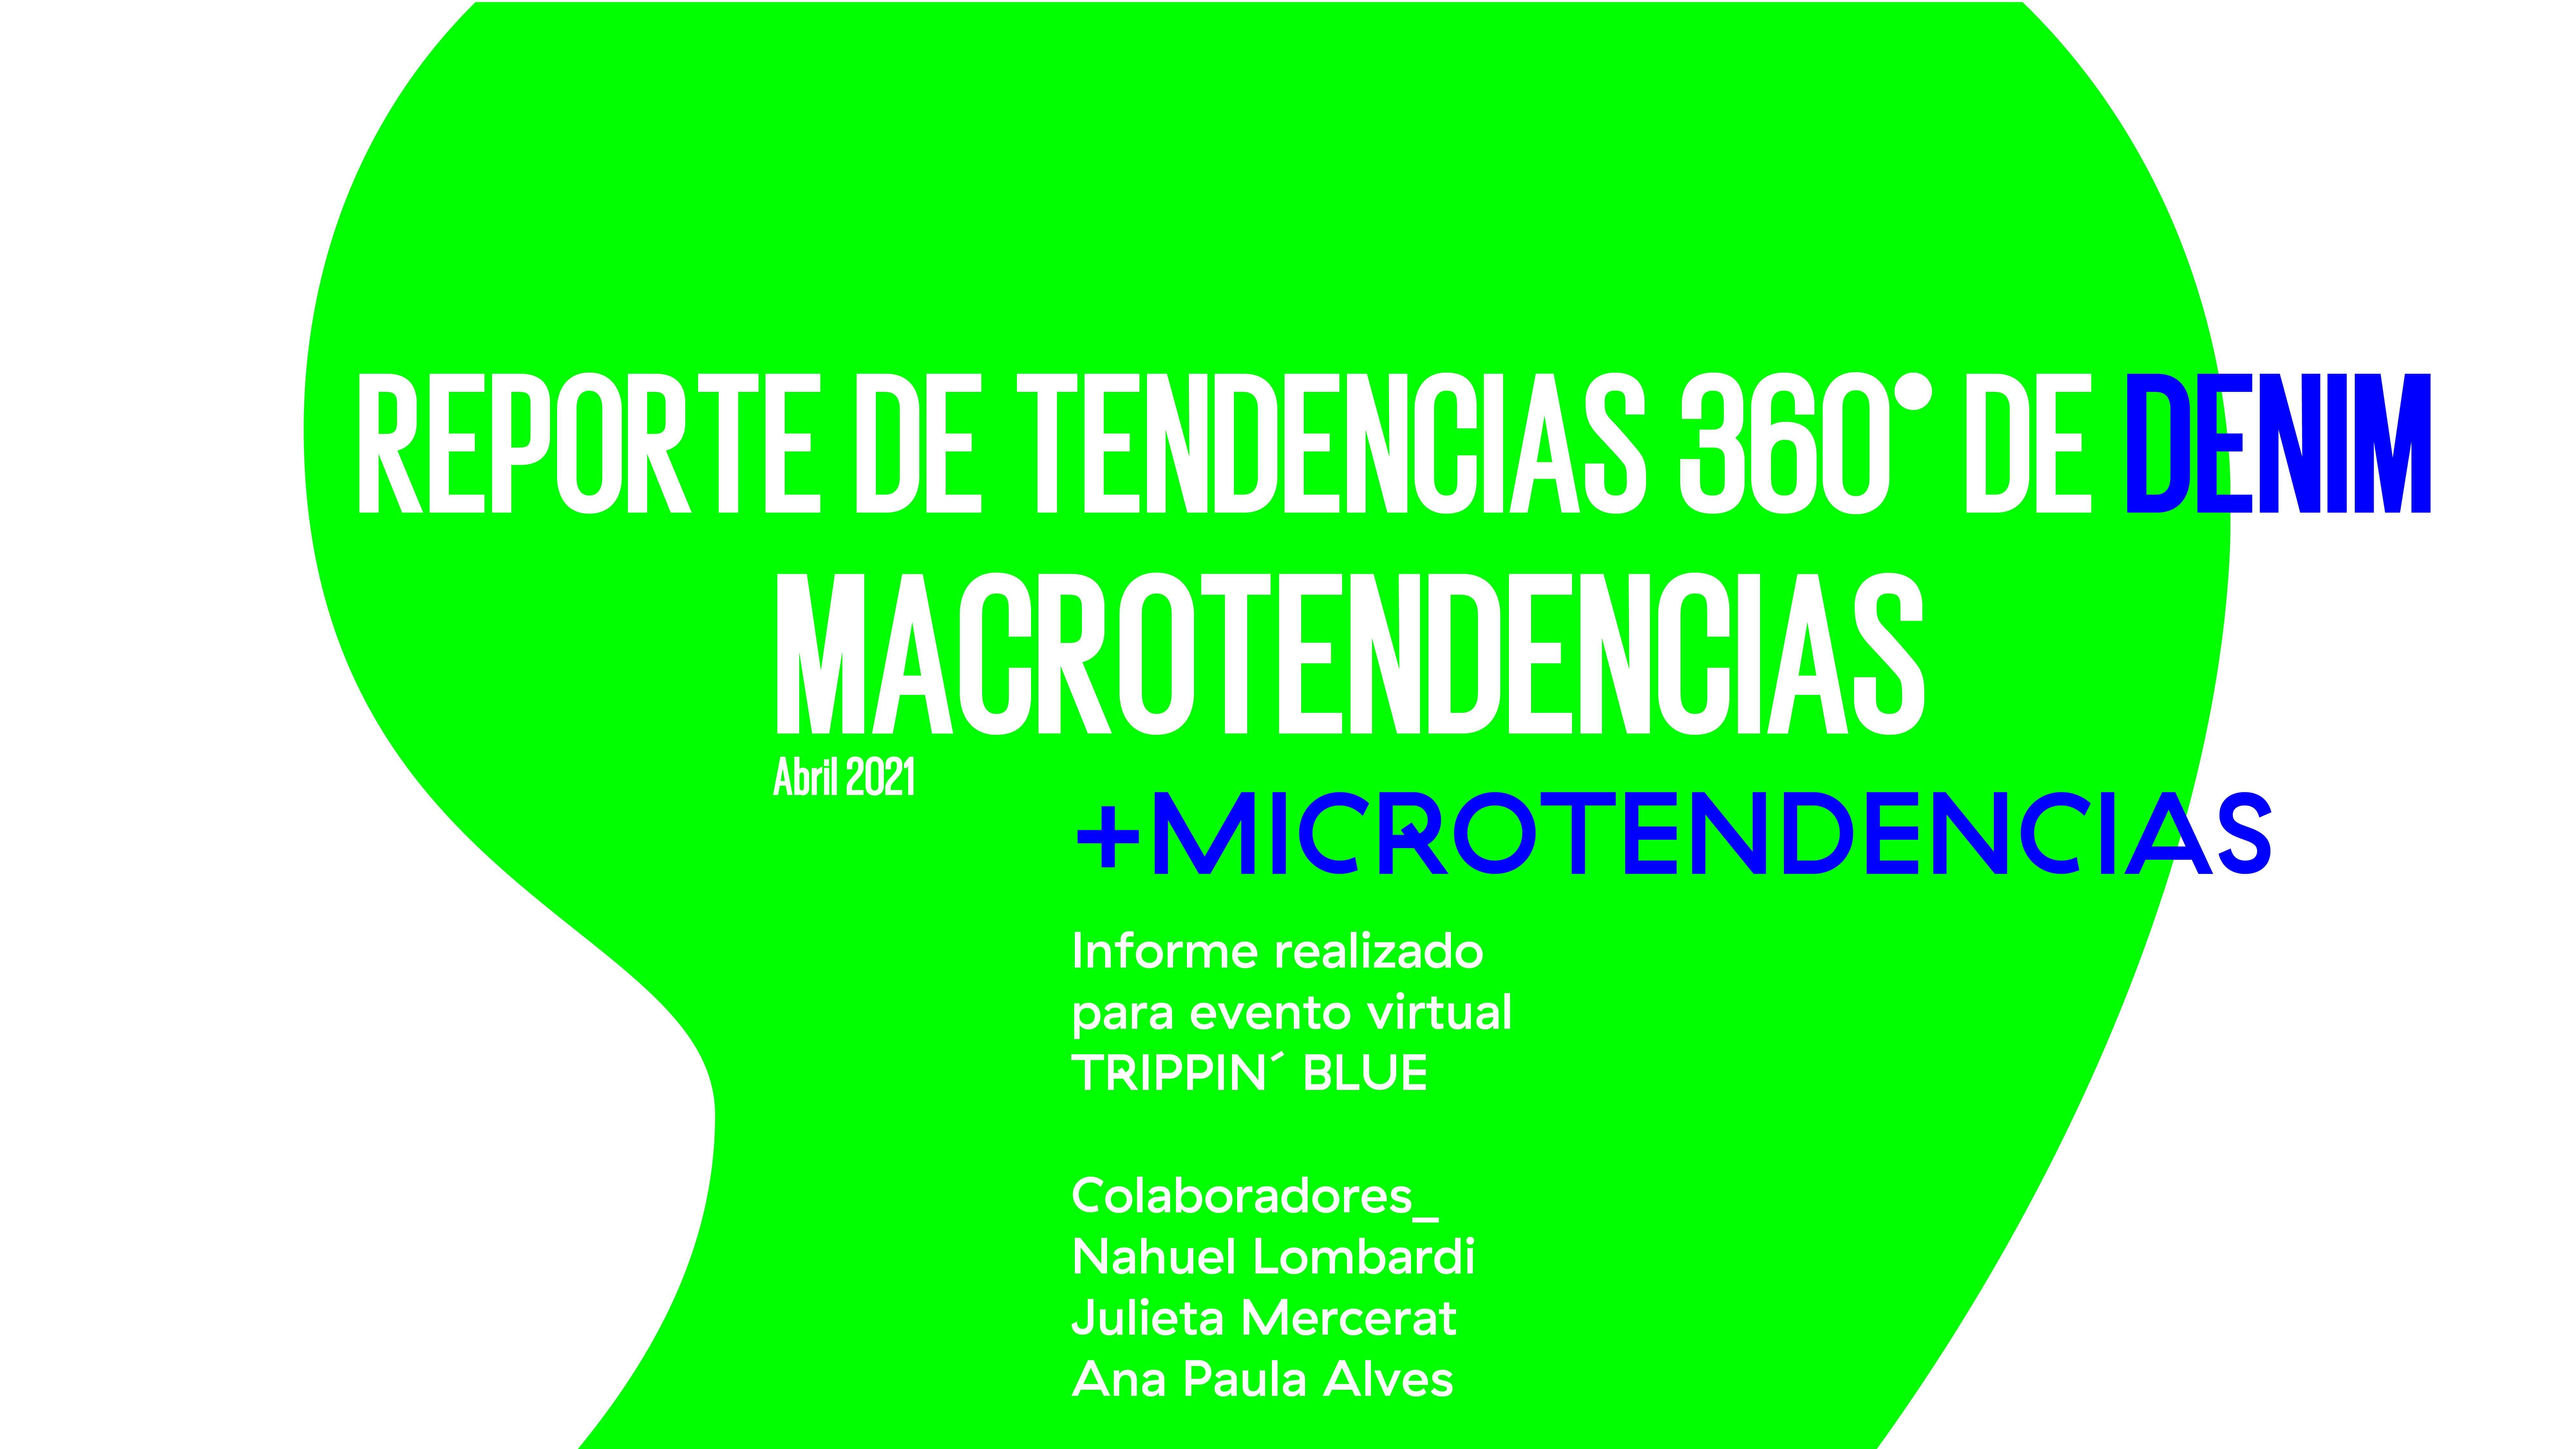 REPORTE DE TENDENCIAS 360° DE DENIM
MACROTENDENCIAS
Abril 2021
+MICROTENDENCIAS
Informe realizado
para evento virtual
TRIPPIN´ BLUE
Colaboradores_
Nahuel Lombardi
Julieta Mercerat
Ana Paula Alves